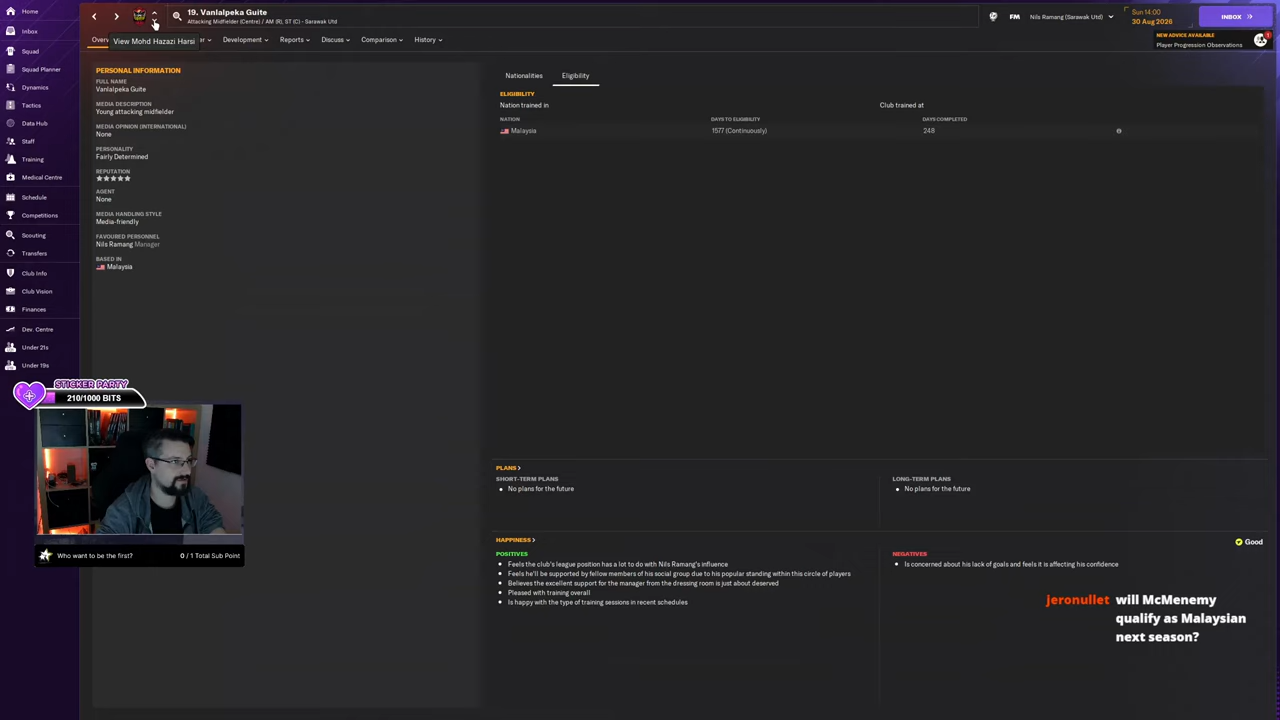 19. Vanlalpeka Guite
Attacking Midfielder (Centre) / AM (R), ST (C) - Sarawak Utd
FM
Nils Ramang (Sarawak Utd)
Sun 14:00
30 Aug 2026
INBOX
NEW ADVICE AVAILABLE
Player Progression Observations
1
View Mohd Hazazi Harsi
Development
Reports
Discuss
Comparison
History
Home
Inbox
Squad
Squad Planner
Dynamics
Tactics
Data Hub
Staff
Training
Medical Centre
Schedule
Competitions
Scouting
Transfers
Club Info
Club Vision
Finances
Dev. Centre
Under 21s
Under 19s
PERSONAL INFORMATION
FULL NAME
Vanlalpeka Guite
MEDIA DESCRIPTION
Young attacking midfielder
MEDIA OPINION (INTERNATIONAL)
None
PERSONALITY
Fairly Determined
REPUTATION
AGENT
None
MEDIA HANDLING STYLE
Media-friendly
FAVOURED PERSONNEL
Nils Ramang Manager
BASED IN
Malaysia
Nationalities
Eligibility
ELIGIBILITY
Nation trained in
Club trained at
NATION
DAYS TO ELIGIBILITY
DAYS COMPLETED
Malaysia
1577 (Continuously)
248
PLANS
SHORT-TERM PLANS
No plans for the future
LONG-TERM PLANS
No plans for the future
HAPPINESS
Good
POSITIVES
Feels the club's league position has a lot to do with Nils Ramang's influence
Feels he'll be supported by fellow members of his social group due to his popular standing within this circle of players
Believes the excellent support for the manager from the dressing room is just about deserved
Pleased with training overall
Is happy with the type of training sessions in recent schedules
NEGATIVES
Is concerned about his lack of goals and feels it is affecting his confidence
STICKER PARTY
210/1000 BITS
Who want to be the first?
0 / 1 Total Sub Point
jeronullet will McMenemy
qualify as Malaysian
next season?